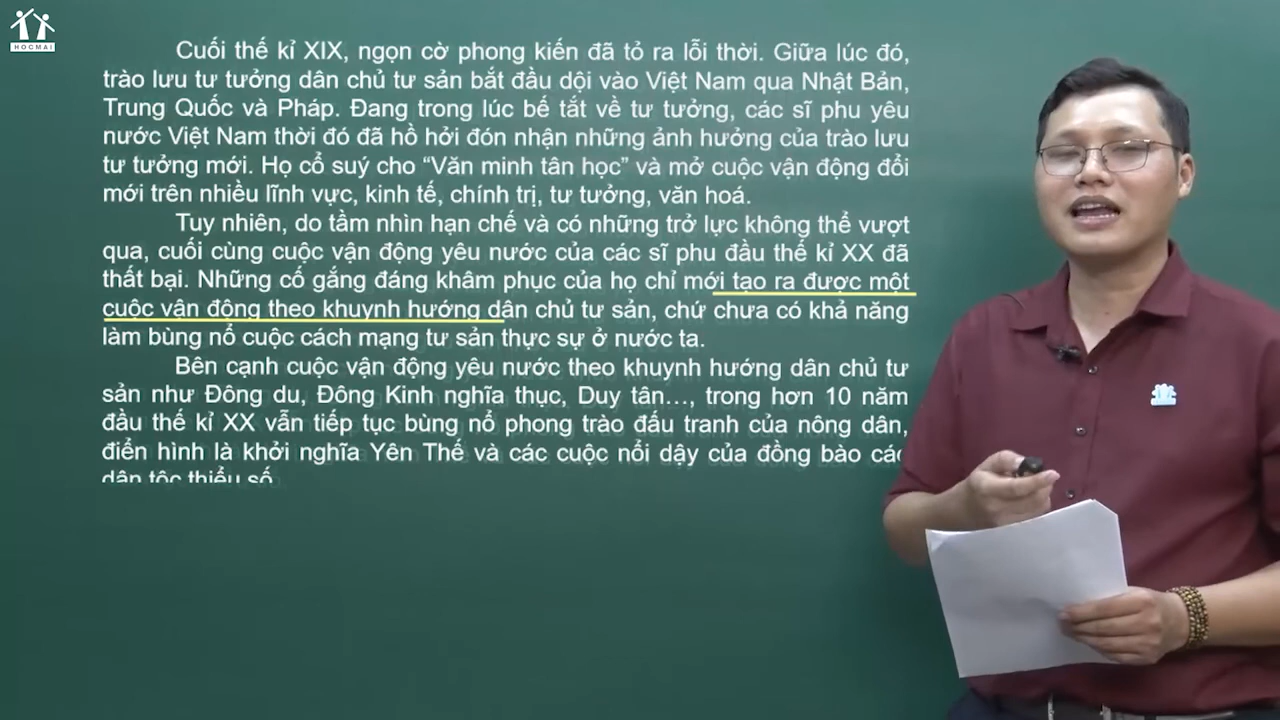 HOCMAI
Cuối thế kỉ XIX, ngọn cờ phong kiến đã tỏ ra lỗi thời. Giữa lúc đó,
trào lưu tư tưởng dân chủ tư sản bắt đầu dội vào Việt Nam qua Nhật Bản,
Trung Quốc và Pháp. Đang trong lúc bế tắt về tư tưởng, các sĩ phu yêu
nước Việt Nam thời đó đã hồ hởi đón nhận những ảnh hưởng của trào lưu
tư tưởng mới. Họ cổ suý cho “Văn minh tân học” và mở cuộc vận động đổi
mới trên nhiều lĩnh vực, kinh tế, chính trị, tư tưởng, văn hoá.
Tuy nhiên, do tầm nhìn hạn chế và có những trở lực không thể vượt
qua, cuối cùng cuộc vận động yêu nước của các sĩ phu đầu thế kỉ XX đã
thất bại. Những cố gắng đáng khâm phục của họ chỉ mới tạo ra được một
cuộc vận động theo khuynh hướng dân chủ tư sản, chứ chưa có khả năng
làm bùng nổ cuộc cách mạng tư sản thực sự ở nước ta.
Bên cạnh cuộc vận động yêu nước theo khuynh hướng dân chủ tư
sản như Đông du, Đông Kinh nghĩa thục, Duy tân..., trong hơn 10 năm
đầu thế kỉ XX vẫn tiếp tục bùng nổ phong trào đấu tranh của nông dân,
điển hình là khởi nghĩa Yên Thế và các cuộc nổi dậy của đồng bào các
dân tộc thiểu số